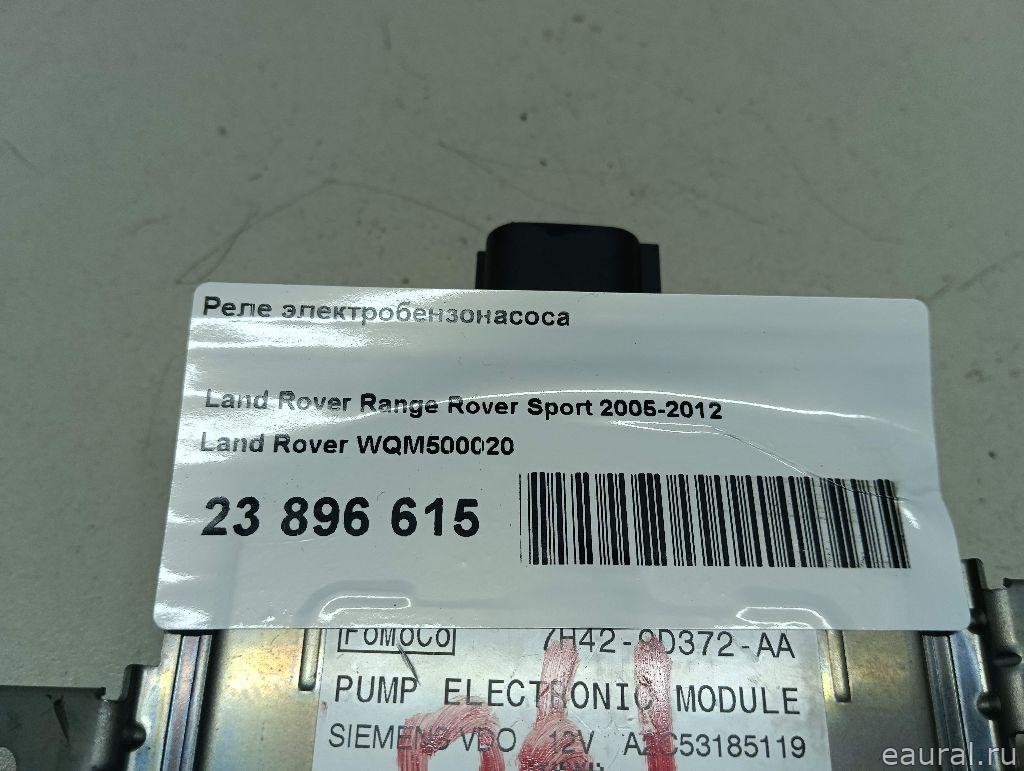 Реле электробензонасоса
Land Rover Range Rover Sport 2005-2012
Land Rover WQM500020
23 896 615
FoMoCo 7H42-9D372-AA
PUMP ELECTRONIC MODULE
SIEMENS VDO 12V A2C53185119
eaural.ru